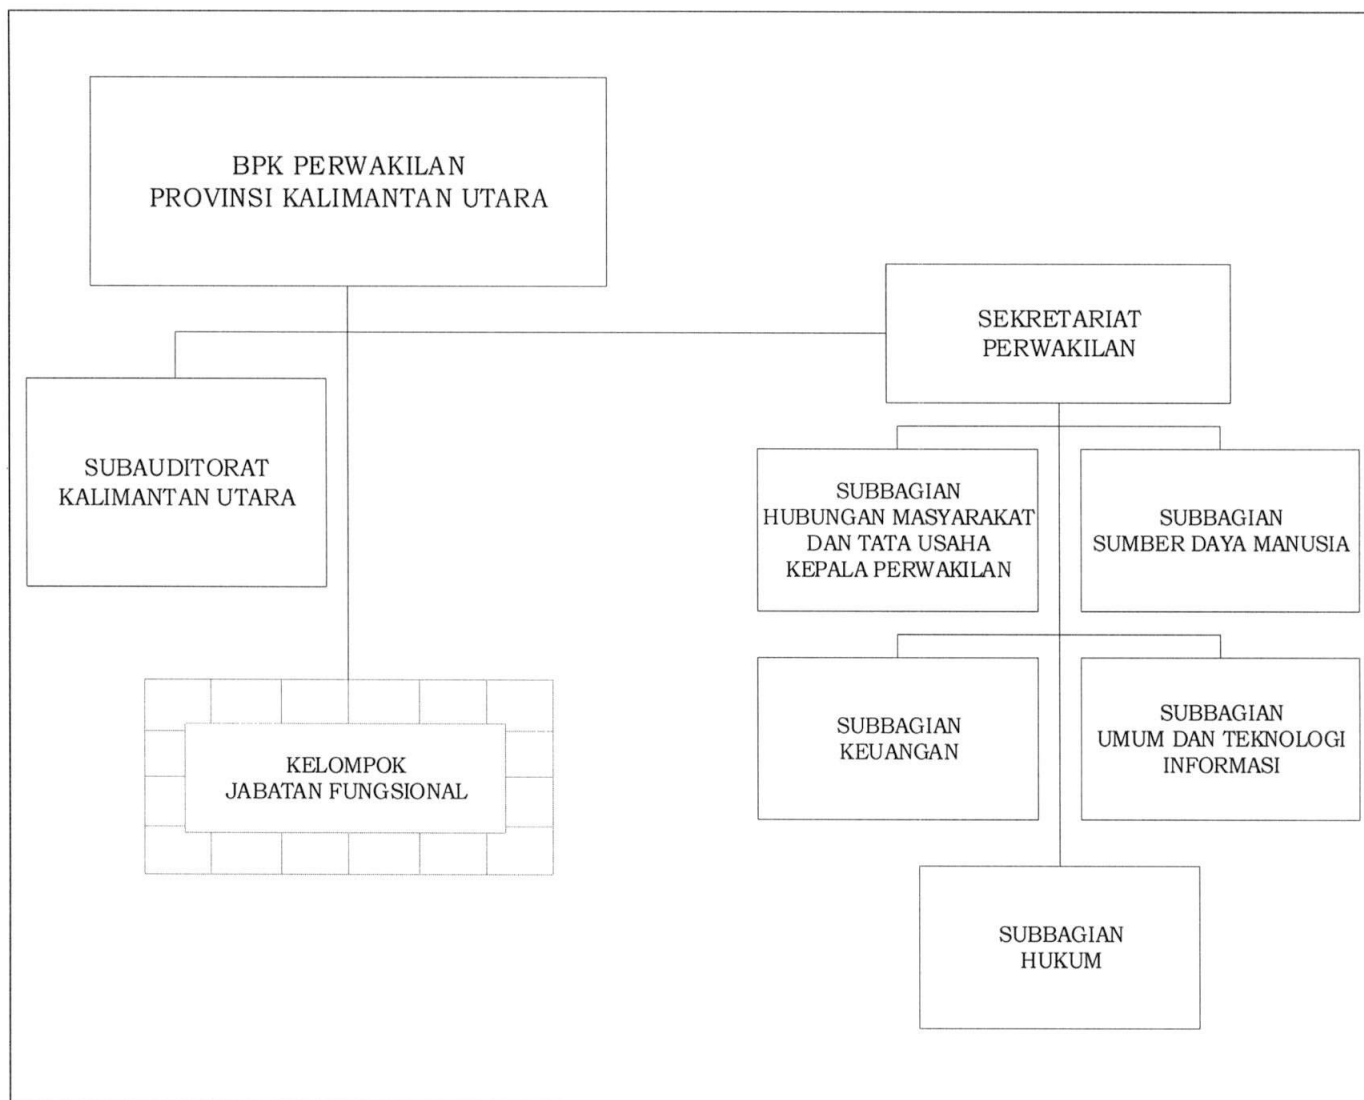 BPK PERWAKILAN
PROVINSI KALIMANTAN UTARA
SEKRETARIAT
PERWAKILAN
SUBAUDITORAT
KALIMANTAN UTARA
SUBBAGIAN
HUBUNGAN MASYARAKAT
DAN TATA USAHA
KEPALA PERWAKILAN
SUBBAGIAN
SUMBER DAYA MANUSIA
KELOMPOK
JABATAN FUNGSIONAL
SUBBAGIAN
KEUANGAN
SUBBAGIAN
UMUM DAN TEKNOLOGI
INFORMASI
SUBBAGIAN
HUKUM